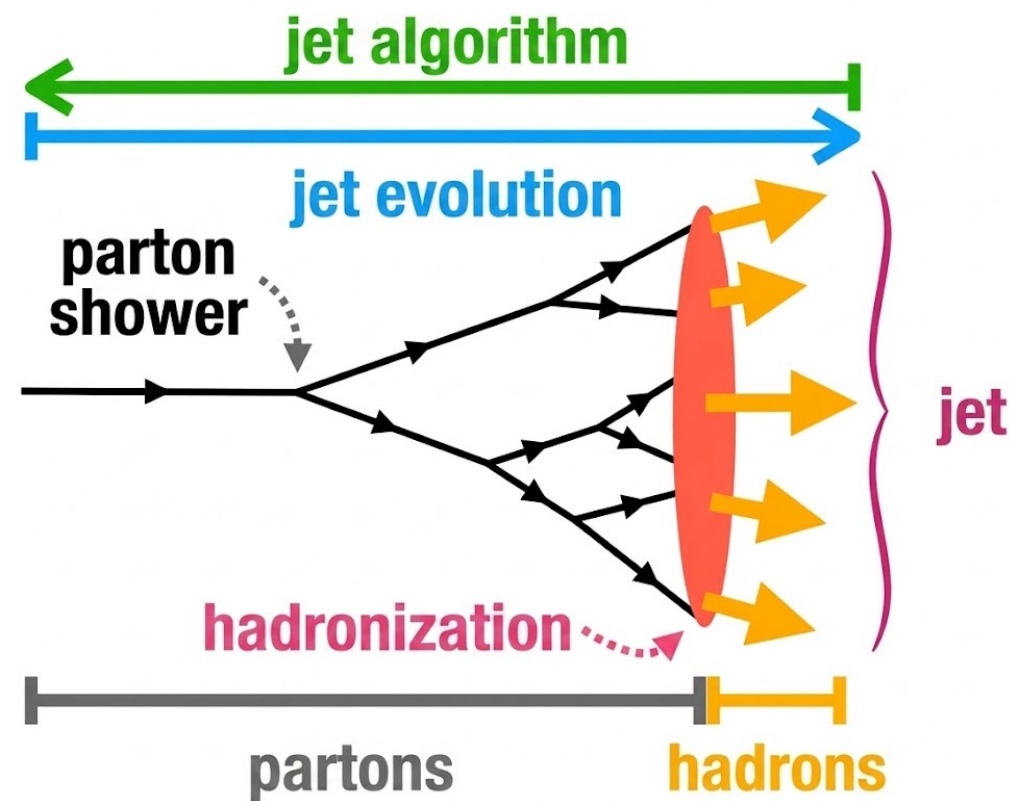 jet algorithm
jet evolution
parton
shower
jet
hadronization
partons
hadrons